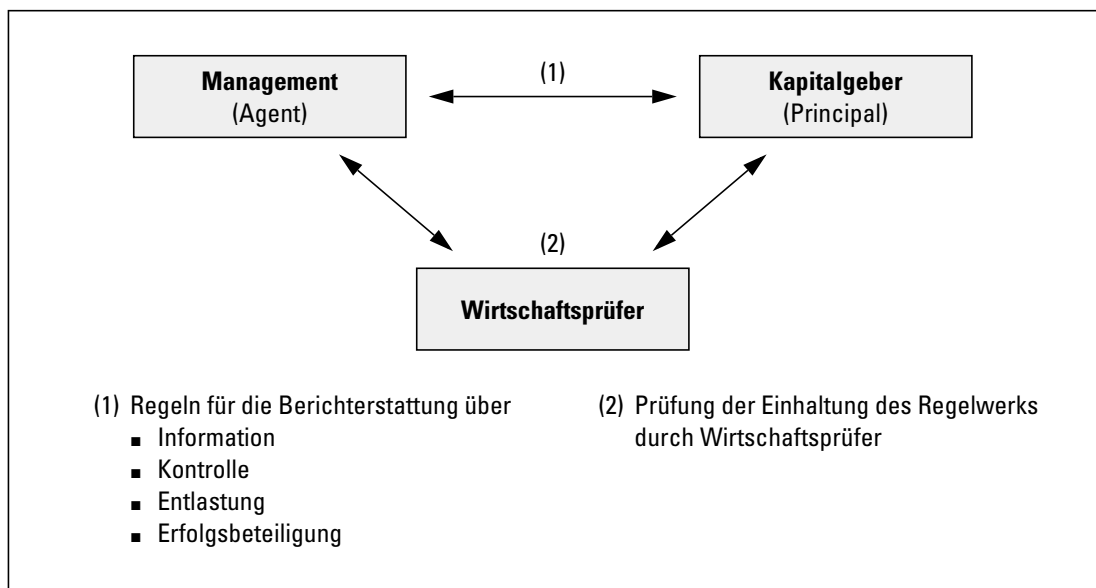 (1)
Management
(Agent)
Kapitalgeber
(Principal)
(2)
Wirtschaftsprüfer
(1) Regeln für die Berichterstattung über
■ Information
■ Kontrolle
■ Entlastung
■ Erfolgsbeteiligung
(2) Prüfung der Einhaltung des Regelwerks
durch Wirtschaftsprüfer